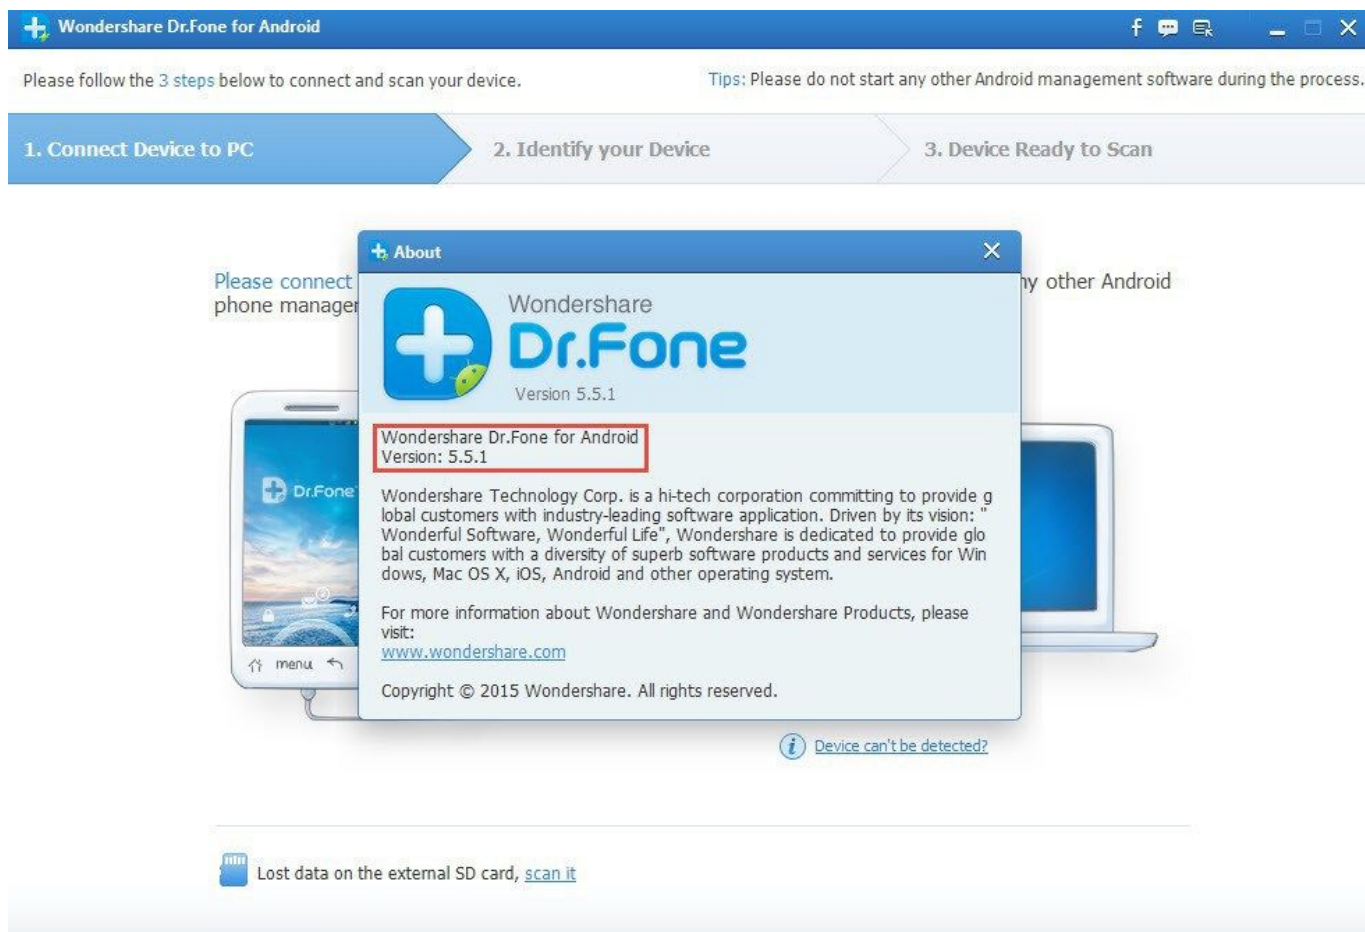 Wondershare Dr.Fone for Android
Please follow the 3 steps below to connect and scan your device.
Tips: Please do not start any other Android management software during the process.
1. Connect Device to PC
2. Identify your Device
3. Device Ready to Scan
About
Please connect
ny other Android
phone manager
Wondershare
Dr.Fone
Version 5.5.1
Wondershare Dr.Fone for Android
Version: 5.5.1
Wondershare Technology Corp. is a hi-tech corporation committing to provide g
lobal customers with industry-leading software application. Driven by its vision: "
Wonderful Software, Wonderful Life", Wondershare is dedicated to provide glo
bal customers with a diversity of superb software products and services for Win
dows, Mac OS X, iOS, Android and other operating system.
For more information about Wondershare and Wondershare Products, please
visit:
www.wondershare.com
Copyright © 2015 Wondershare. All rights reserved.
Dr.Fone
menu
Device can't be detected?
Lost data on the external SD card, scan it